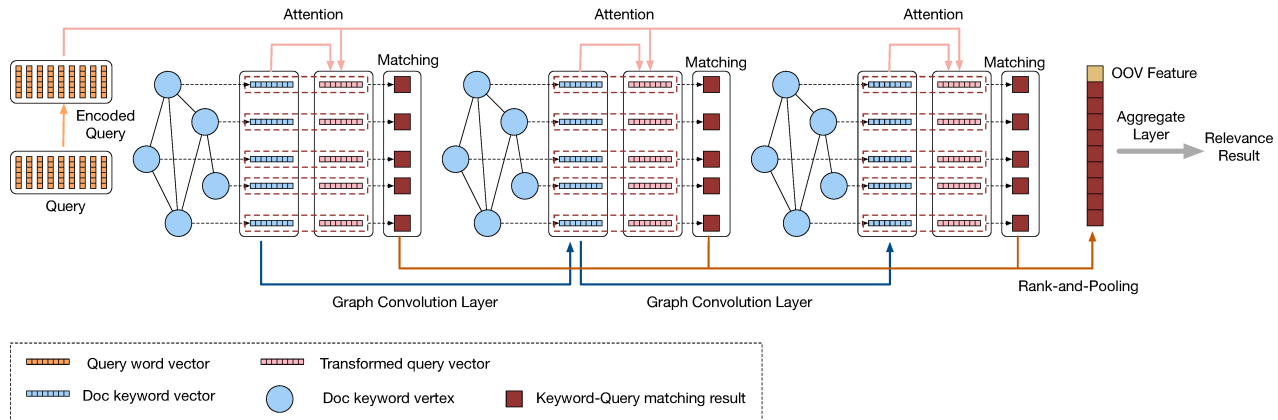 Attention
Attention
Attention
Matching
Matching
Matching
OOV Feature
Encoded
Query
Aggregate
Layer
Relevance
Result
Query
Rank-and-Pooling
Graph Convolution Layer
Graph Convolution Layer
Query word vector
Transformed query vector
Doc keyword vector
Doc keyword vertex
Keyword-Query matching result